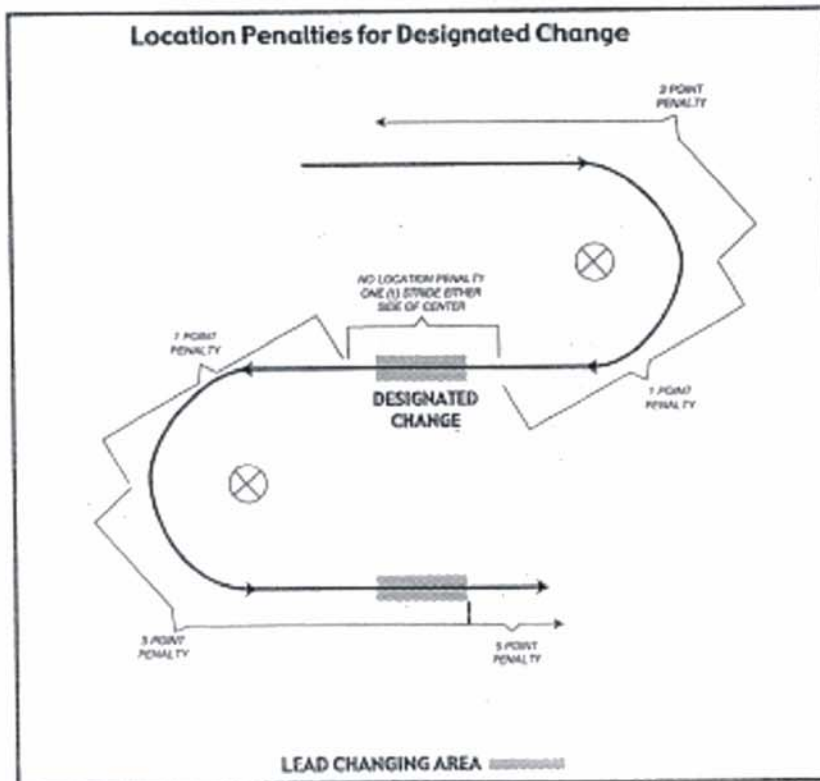 Location Penalties for Designated Change
3 POINT
PENALTY
NO LOCATION PENALTY
ONE (1) STRIDE EITHER
SIDE OF CENTER
1 POINT
PENALTY
DESIGNATED
CHANGE
1 POINT
PENALTY
3 POINT
PENALTY
5 POINT
PENALTY
LEAD CHANGING AREA